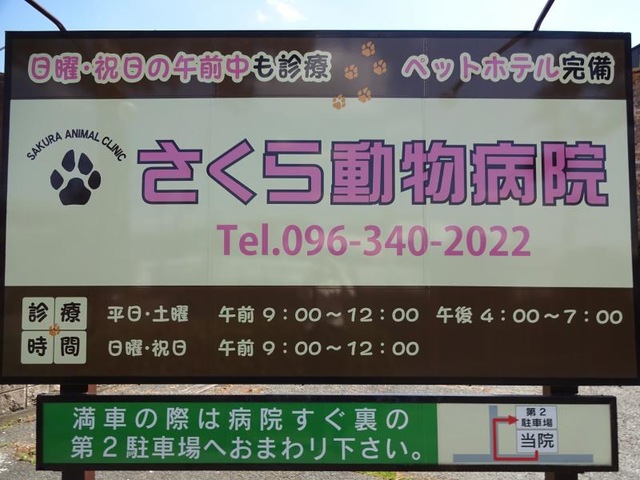 日曜・祝日の午前中も診療 ペットホテル完備
SAKURA ANIMAL CLINIC
さくら動物病院
Tel.096-340-2022
診療時間
平日・土曜 午前 9：00～12：00 午後 4：00～7：00
日曜・祝日 午前 9：00～12：00
満車の際は病院すぐ裏の
第2駐車場へおまわり下さい。
第2
駐車場
当院